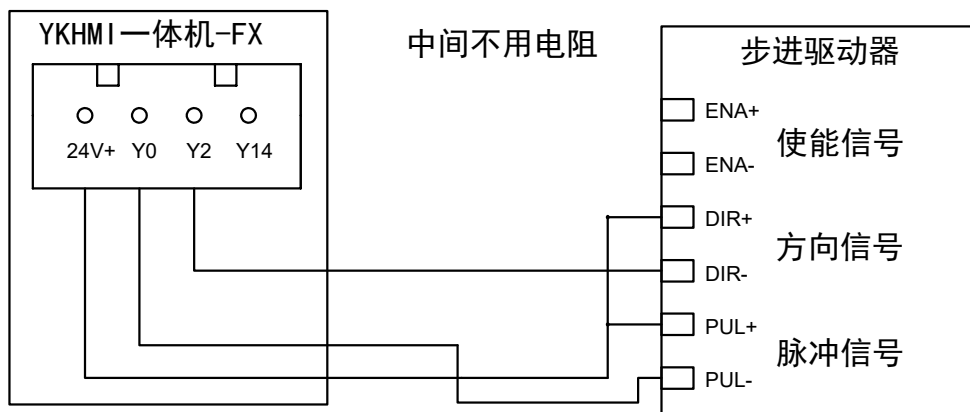 YKHMI一体机-FX
24V+ Y0 Y2 Y14
中间不用电阻
步进驱动器
ENA+
使能信号
ENA-
DIR+
方向信号
DIR-
PUL+
脉冲信号
PUL-